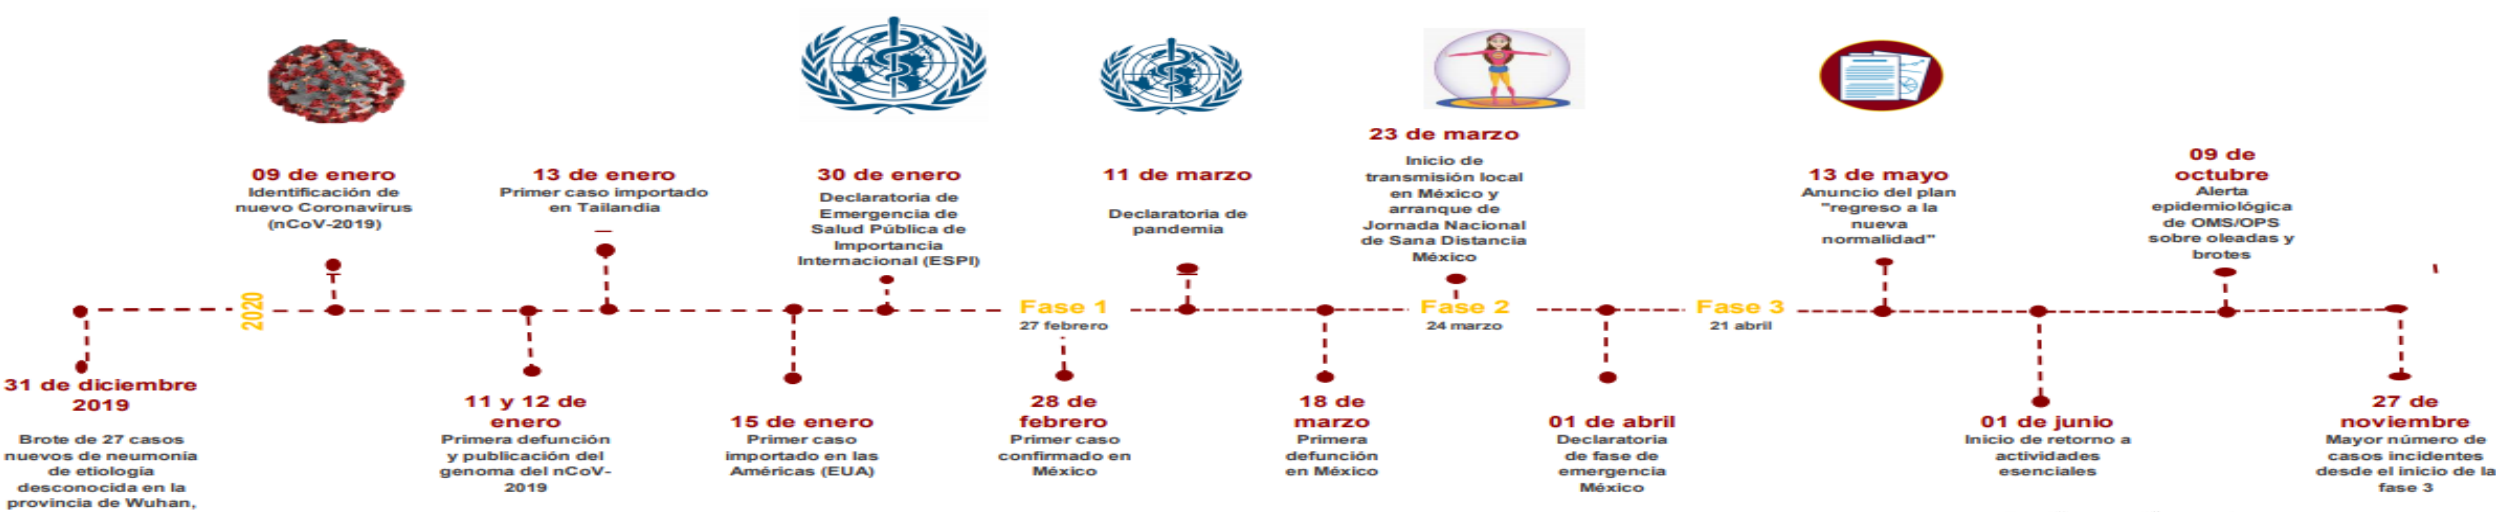 31 de diciembre
2019
Brote de 27 casos
nuevos de neumonía
de etiología
desconocida en la
provincia de Wuhan,
2020
09 de enero
Identificación de
nuevo Coronavirus
(nCoV-2019)
11 y 12 de
enero
Primera defunción
y publicación del
genoma del nCoV-
2019
13 de enero
Primer caso importado
en Tailandia
15 de enero
Primer caso
importado en las
Américas (EUA)
30 de enero
Declaratoria de
Emergencia de
Salud Pública de
Importancia
Internacional (ESPI)
Fase 1
27 febrero
28 de
febrero
Primer caso
confirmado en
México
11 de marzo
Declaratoria de
pandemia
18 de
marzo
Primera
defunción
en México
23 de marzo
Inicio de
transmisión local
en México y
arranque de
Jornada Nacional
de Sana Distancia
México
Fase 2
24 marzo
01 de abril
Declaratoria
de fase de
emergencia
México
Fase 3
21 abril
13 de mayo
Anuncio del plan
"regreso a la
nueva
normalidad"
01 de junio
Inicio de retorno a
actividades
esenciales
09 de
octubre
Alerta
epidemiológica
de OMS/OPS
sobre oleadas y
brotes
27 de
noviembre
Mayor número de
casos incidentes
desde el inicio de la
fase 3